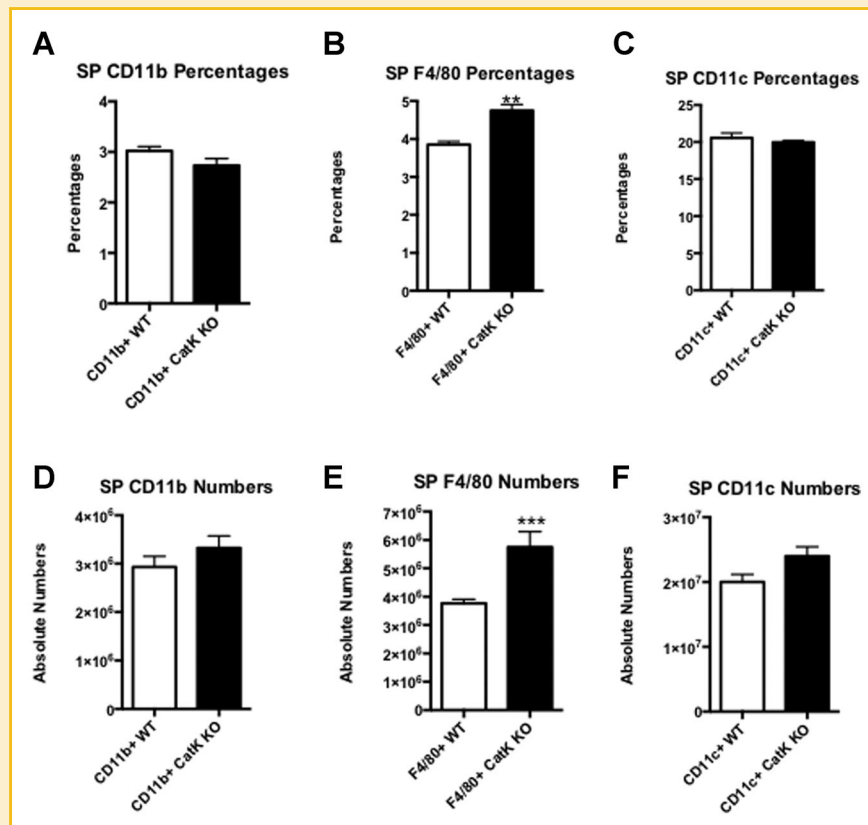 A
SP CD11b Percentages
Percentages
4
3
2
1
0
CD11b+ WT
CD11b+ CatK KO
B
SP F4/80 Percentages
Percentages
**
5
4
3
2
1
0
F4/80+ WT
F4/80+ CatK KO
C
SP CD11c Percentages
Percentages
25
20
15
10
5
0
CD11c+ WT
CD11c+ CatK KO
D
SP CD11b Numbers
Absolute Numbers
4×10⁶
3×10⁶
2×10⁶
1×10⁶
0
CD11b+ WT
CD11b+ CatK KO
E
SP F4/80 Numbers
Absolute Numbers
***
7×10⁶
6×10⁶
5×10⁶
4×10⁶
3×10⁶
2×10⁶
1×10⁶
0
F4/80+ WT
F4/80+ CatK KO
F
SP CD11c Numbers
Absolute Numbers
3×10⁷
2×10⁷
1×10⁷
0
CD11c+ WT
CD11c+ CatK KO